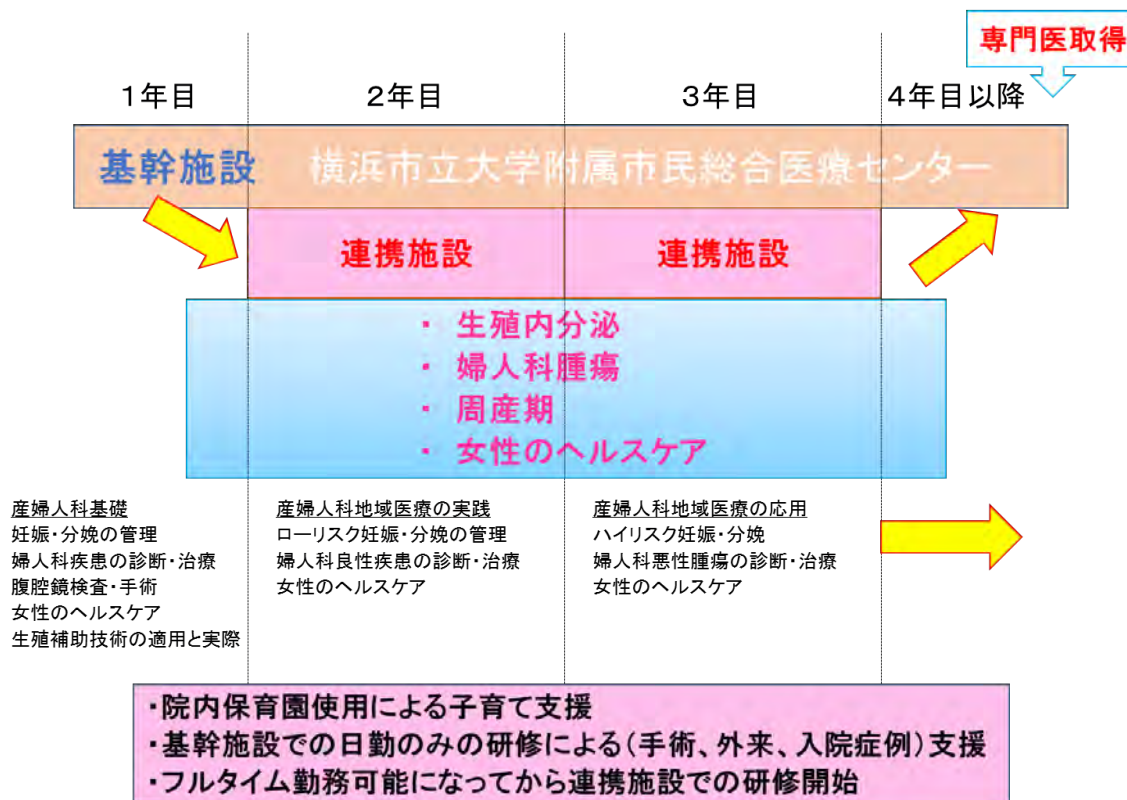 専門医取得
1年目
2年目
3年目
4年目以降
基幹施設 横浜市立大学附属市民総合医療センター
連携施設
連携施設
・ 生殖内分泌
・ 婦人科腫瘍
・ 周産期
・ 女性のヘルスケア
産婦人科基礎
妊娠・分娩の管理
婦人科疾患の診断・治療
腹腔鏡検査・手術
女性のヘルスケア
生殖補助技術の適用と実際
産婦人科地域医療の実践
ローリスク妊娠・分娩の管理
婦人科良性疾患の診断・治療
女性のヘルスケア
産婦人科地域医療の応用
ハイリスク妊娠・分娩
婦人科悪性腫瘍の診断・治療
女性のヘルスケア
・院内保育園使用による子育て支援
・基幹施設での日勤のみの研修による(手術、外来、入院症例)支援
・フルタイム勤務可能になってから連携施設での研修開始